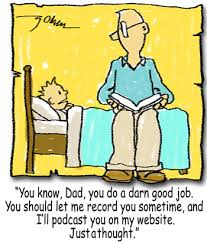 "You know, Dad, you do a darn good job.
You should let me record you sometime, and
I'll podcast you on my website.
Just a thought."